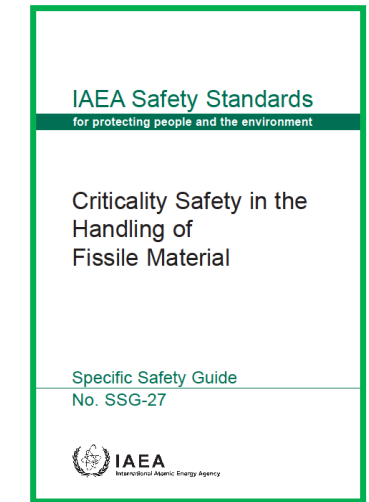 IAEA Safety Standards
for protecting people and the environment
Criticality Safety in the
Handling of
Fissile Material
Specific Safety Guide
No. SSG-27
IAEA
International Atomic Energy Agency